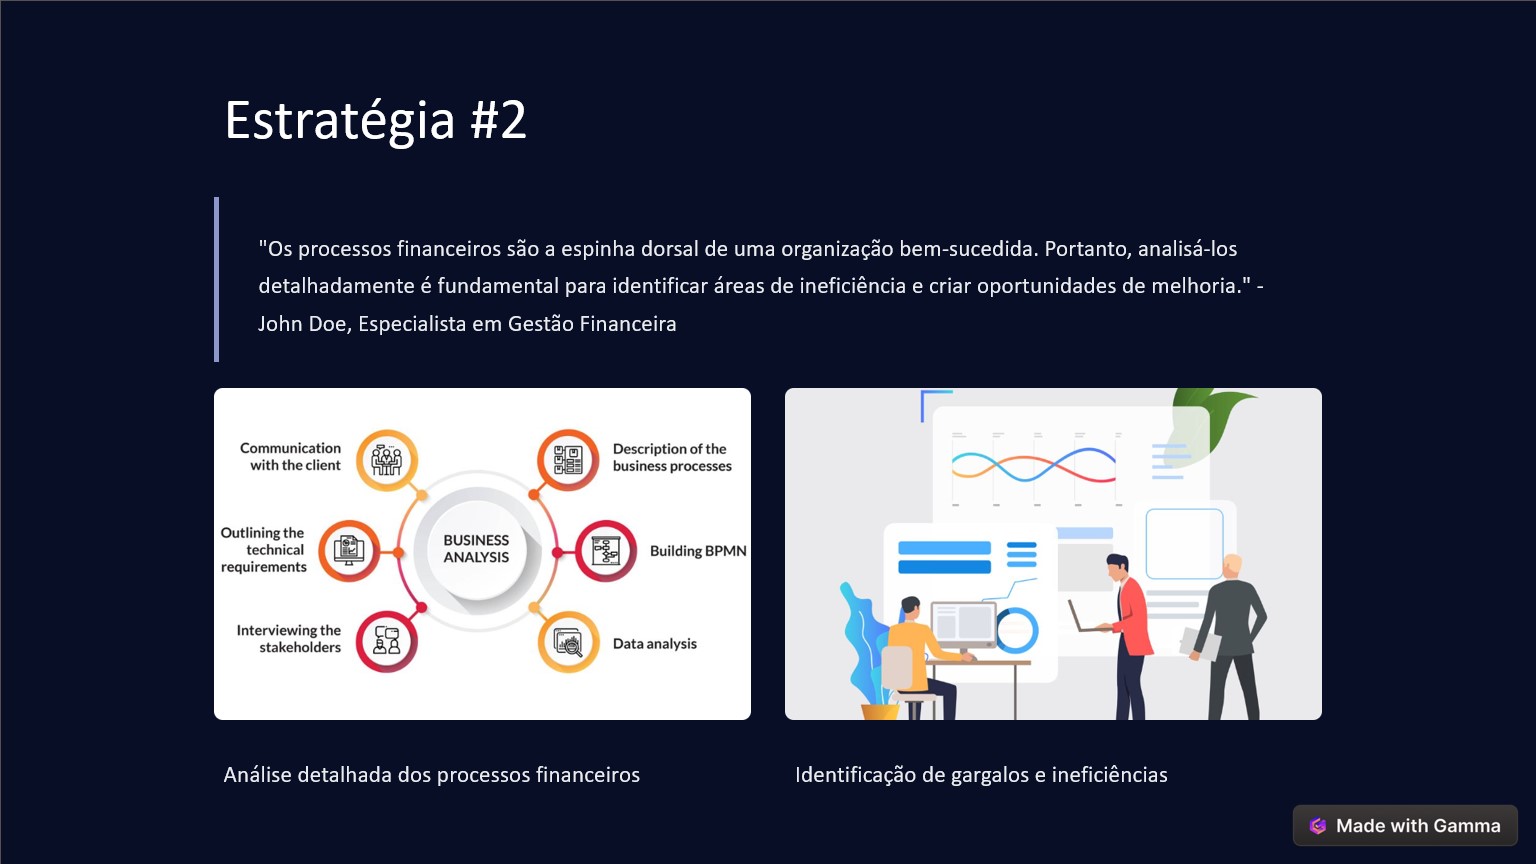 Estratégia #2
"Os processos financeiros são a espinha dorsal de uma organização bem-sucedida. Portanto, analisá-los
detalhadamente é fundamental para identificar áreas de ineficiência e criar oportunidades de melhoria." -
John Doe, Especialista em Gestão Financeira
Communication
with the client
Outlining the
technical
requirements
Interviewing the
stakeholders
BUSINESS
ANALYSIS
Description of the
business processes
Building BPMN
Data analysis
Análise detalhada dos processos financeiros
Identificação de gargalos e ineficiências
Made with Gamma